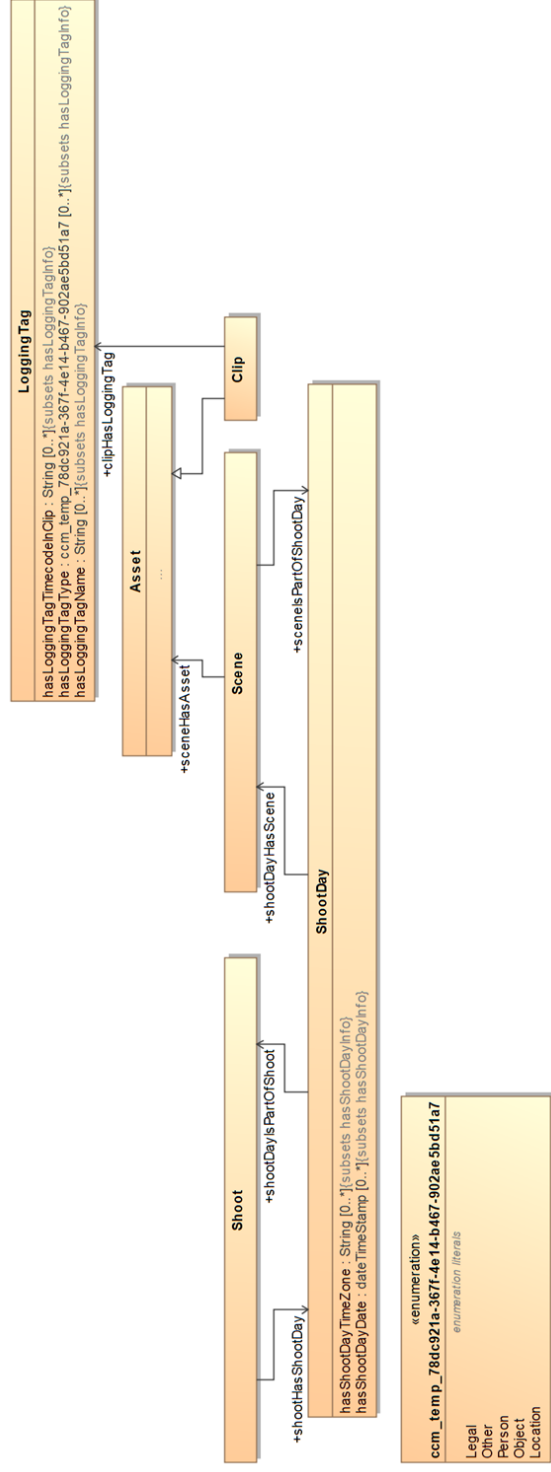 LoggingTag
hasLoggingTagTimecodeInClip : String [0..*]{subsets hasLoggingTagInfo}
hasLoggingTagType : ccm_temp_78dc921a-367f-4e14-b467-902ae5bd51a7 [0..*]{subsets hasLoggingTagInfo}
hasLoggingTagName : String [0..*]{subsets hasLoggingTagInfo}
+clipHasLoggingTag
Asset
...
+sceneHasAsset
Clip
Scene
Shoot
+shootDayHasScene
+sceneIsPartOfShootDay
+shootDayIsPartOfShoot
+shootHasShootDay
ShootDay
hasShootDayTimeZone : String [0..*]{subsets hasShootDayInfo}
hasShootDayDate : dateTimeStamp [0..*]{subsets hasShootDayInfo}
«enumeration»
ccm_temp_78dc921a-367f-4e14-b467-902ae5bd51a7
enumeration literals
Legal
Other
Person
Object
Location